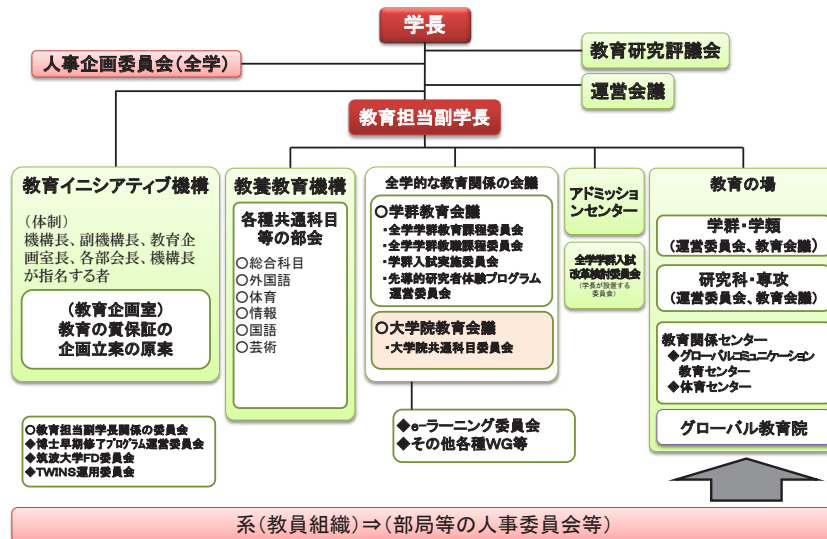 学長
人事企画委員会(全学)
教育研究評議会
運営会議
教育担当副学長
教育イニシアティブ機構
(体制)
機構長、副機構長、教育企
画室長、各部会長、機構長
が指名する者
(教育企画室)
教育の質保証の
企画立案の原案
○教育担当副学長関係の委員会
◆博士早期修了プログラム運営委員会
◆筑波大学FD委員会
◆TWINS運用委員会
教養教育機構
各種共通科目
等の部会
○総合科目
○外国語
○体育
○情報
○国語
○芸術
全学的な教育関係の会議
○学群教育会議
・全学学群教育課程委員会
・全学学群教職課程委員会
・学群入試実施委員会
・先導的研究者体験プログラム
運営委員会
○大学院教育会議
・大学院共通科目委員会
◆e-ラーニング委員会
◆その他各種WG等
アドミッショ
ンセンター
全学学群入試
改革検討委員会
(学長が設置する
委員会)
教育の場
学群・学類
(運営委員会、教育会議)
研究科・専攻
(運営委員会、教育会議)
教育関係センター
◆グローバルコミュニケーション
教育センター
◆体育センター
グローバル教育院
系(教員組織)⇒(部局等の人事委員会等)